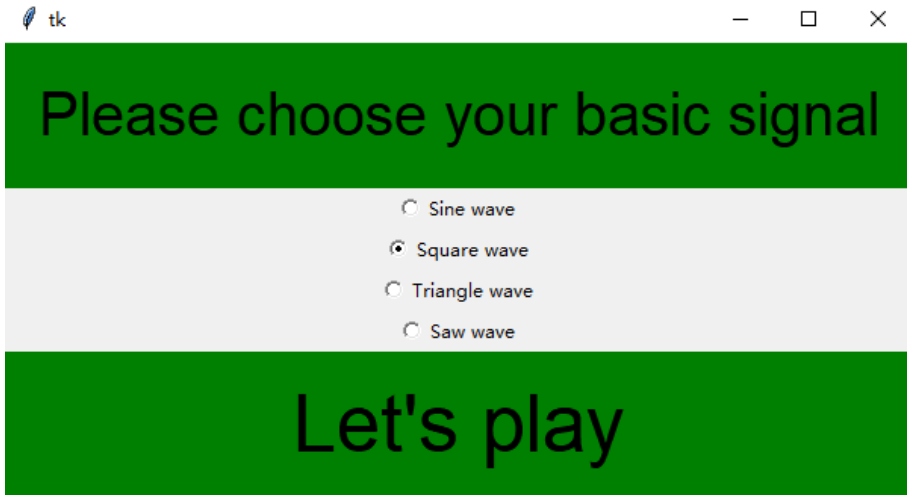 tk
Please choose your basic signal
Sine wave
Square wave
Triangle wave
Saw wave
Let's play